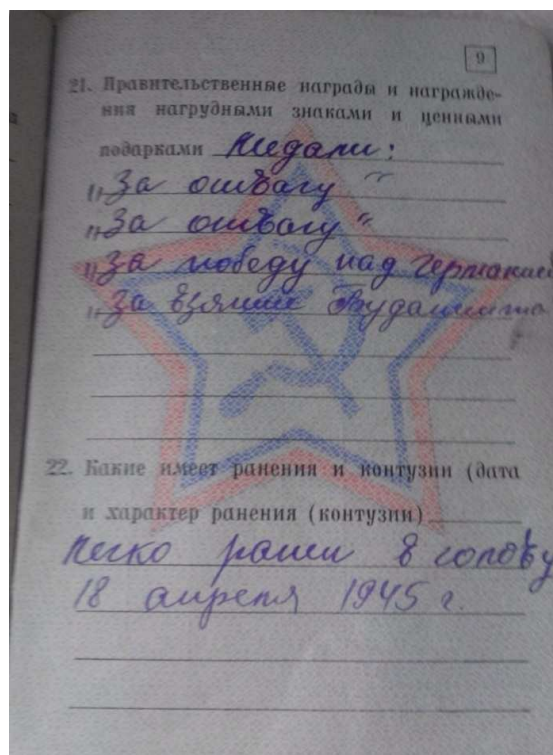 9
21. Правительственные награды и награжде-
ния нагрудными знаками и ценными
подарками Медали:
"За отвагу"
"За отвагу"
"За победу над Германией
"За взятие Будапешта
22. Какие имеет ранения и контузии (дата
и характер ранения (контузии)
Легко ранен в голову
18 апреля 1945 г.